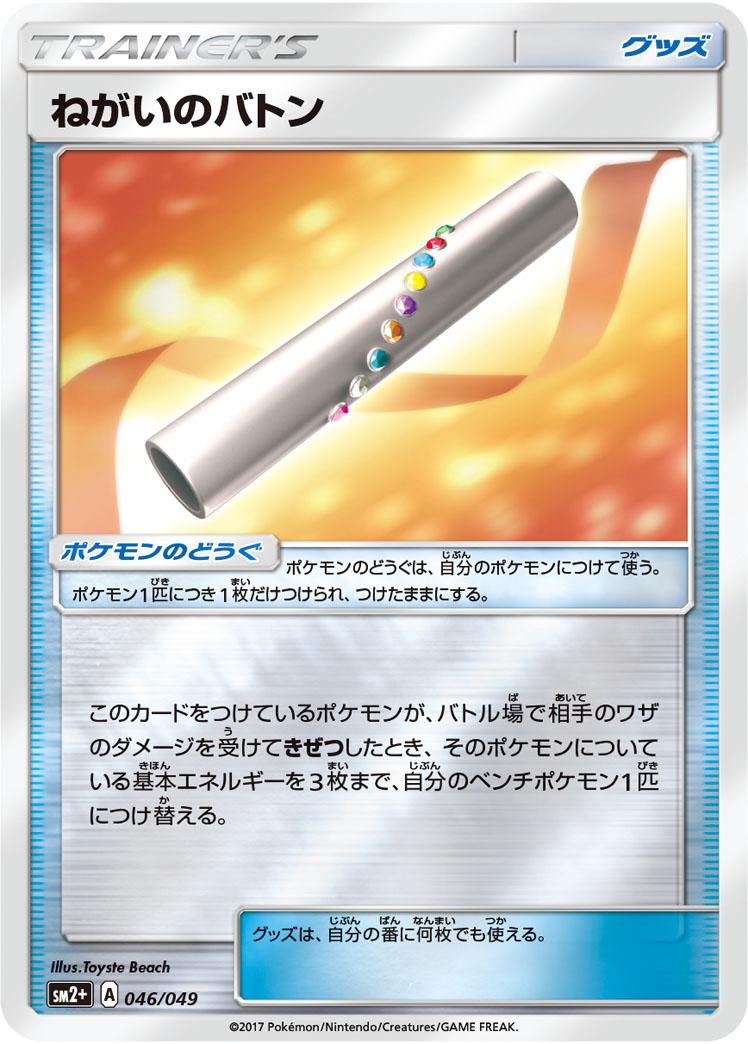 TRAINER'S
グッズ
ねがいのバトン
ポケモンのどうぐ
ポケモンのどうぐは、自分のポケモンにつけて使う。
ポケモン1匹につき1枚だけつけられ、つけたままにする。
このカードをつけているポケモンが、バトル場で相手のワザ
のダメージを受けてきぜつしたとき、そのポケモンについて
いる基本エネルギーを3枚まで、自分のベンチポケモン1匹
につけ替える。
グッズは、自分の番に何枚でも使える。
Illus.Toyste Beach
SM2+ A 046/049
©2017 Pokémon/Nintendo/Creatures/GAME FREAK.